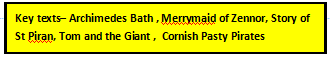 Key texts– Archimedes Bath , Merrymaid of Zennor, Story of
St Piran, Tom and the Giant ,  Cornish Pasty Pirates